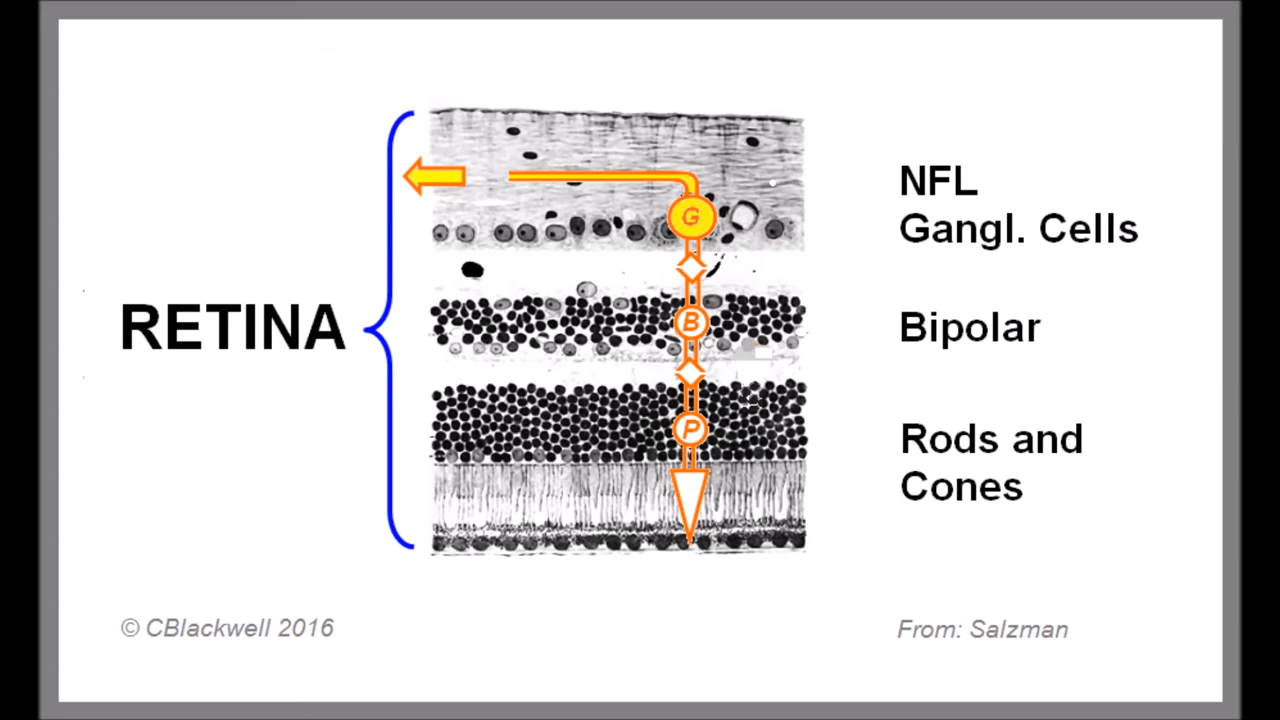 RETINA
NFL
Gangl. Cells
Bipolar
Rods and
Cones
G
B
P
© CBlackwell 2016
From: Salzman